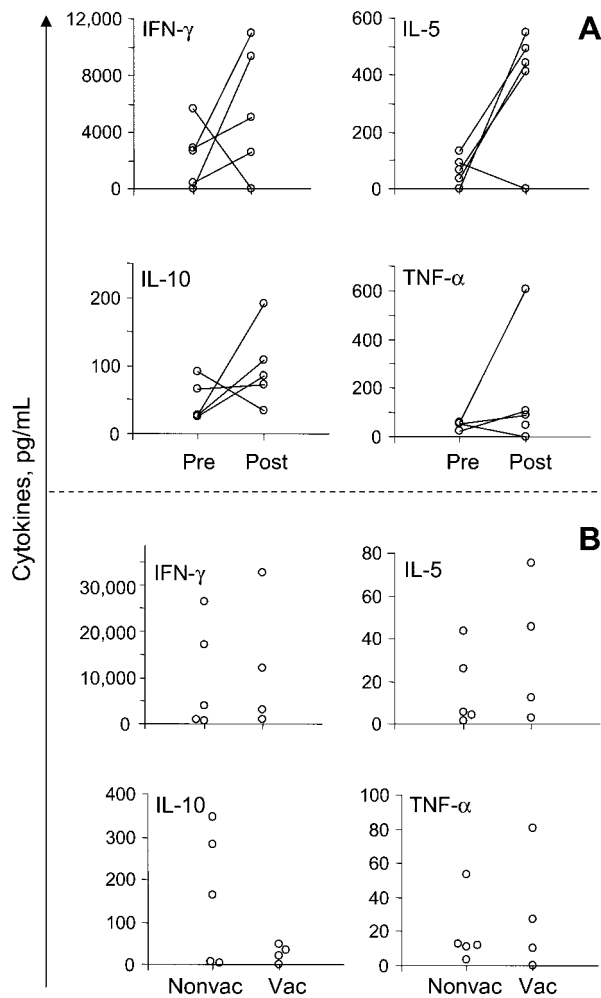 Cytokines, pg/mL
A
IFN-γ
12,000
8000
4000
0
IL-5
600
400
200
0
IL-10
200
100
0
Pre Post
TNF-α
600
400
200
0
Pre Post
B
IFN-γ
30,000
20,000
10,000
0
IL-5
80
60
40
20
0
IL-10
400
300
200
100
0
Nonvac Vac
TNF-α
100
80
60
40
20
0
Nonvac Vac